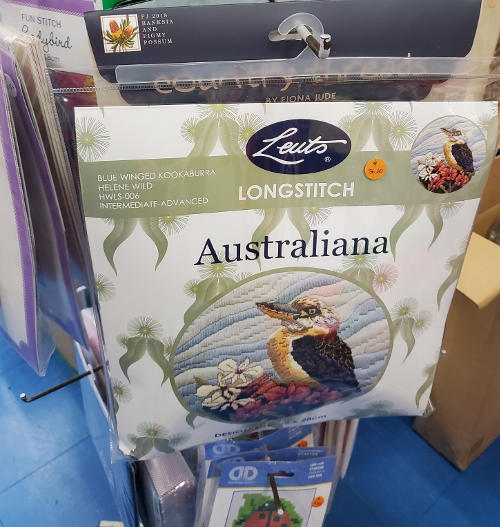 FUN STITCH
Ladybird
FJ 2018
BANKSIA
AND
PIGMY
POSSUM
BY FIONA JUDE
Leuts ®
BLUE WINGED KOOKABURRA
HELENE WILD
HWLS-006
INTERMEDIATE-ADVANCED
LONGSTITCH
Australiana